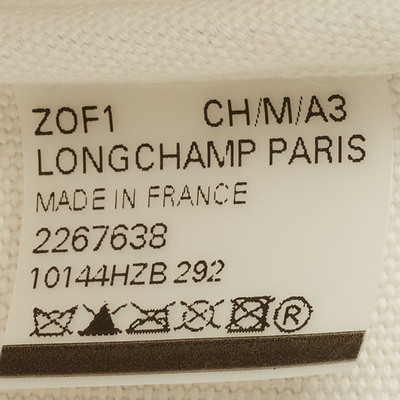 ZOF1 CH/M/A3
LONGCHAMP PARIS
MADE IN FRANCE
2267638
10144HZB 292
®